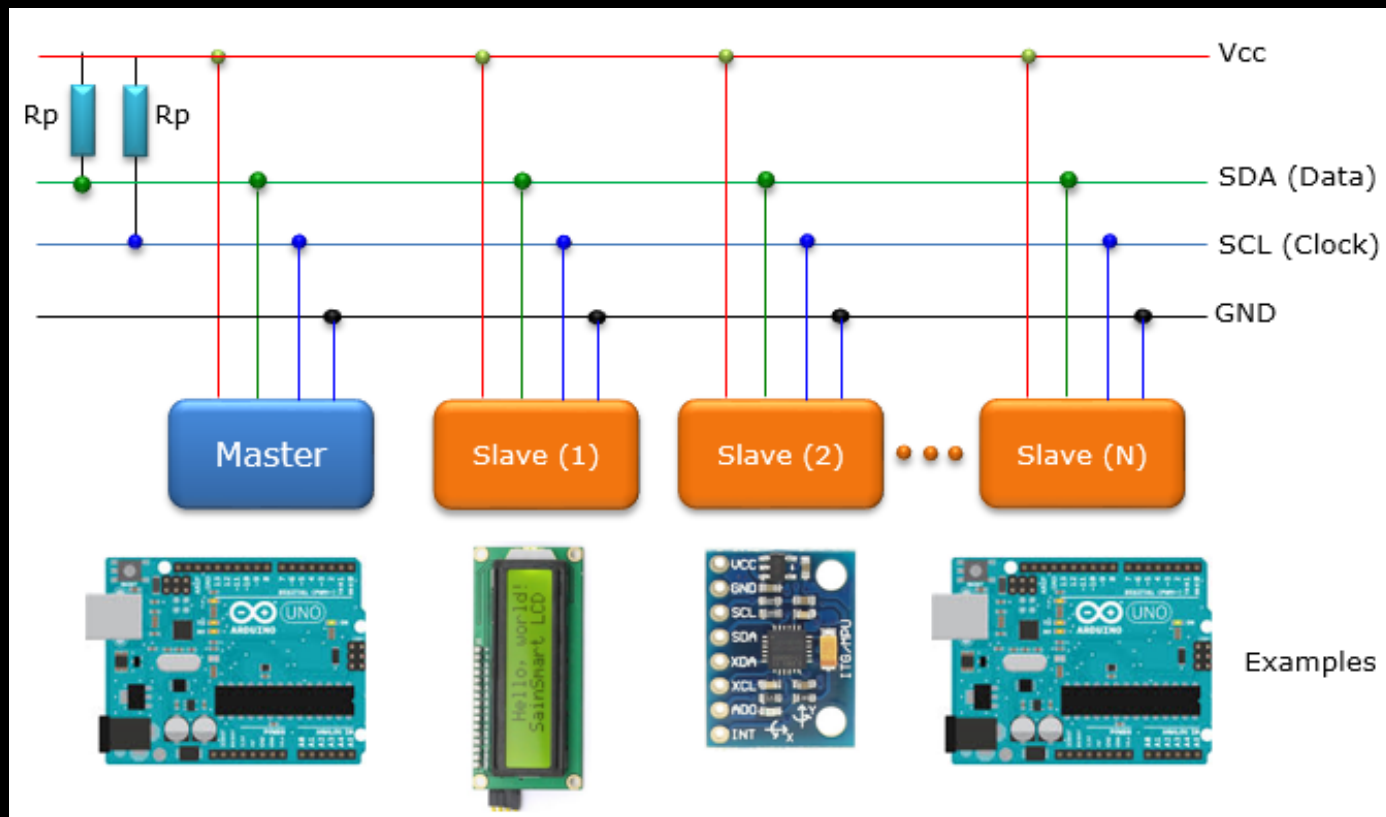 Vcc
Rp
Rp
SDA (Data)
SCL (Clock)
GND
Master
Slave (1)
Slave (2)
Slave (N)
UNO
ARDUINO
Hello, world!
SainSmart LCD
VCC
GND
SCL
SDA
XDA
XCL
ADO
INT
ITG/MPU
X
Y
UNO
ARDUINO
Examples